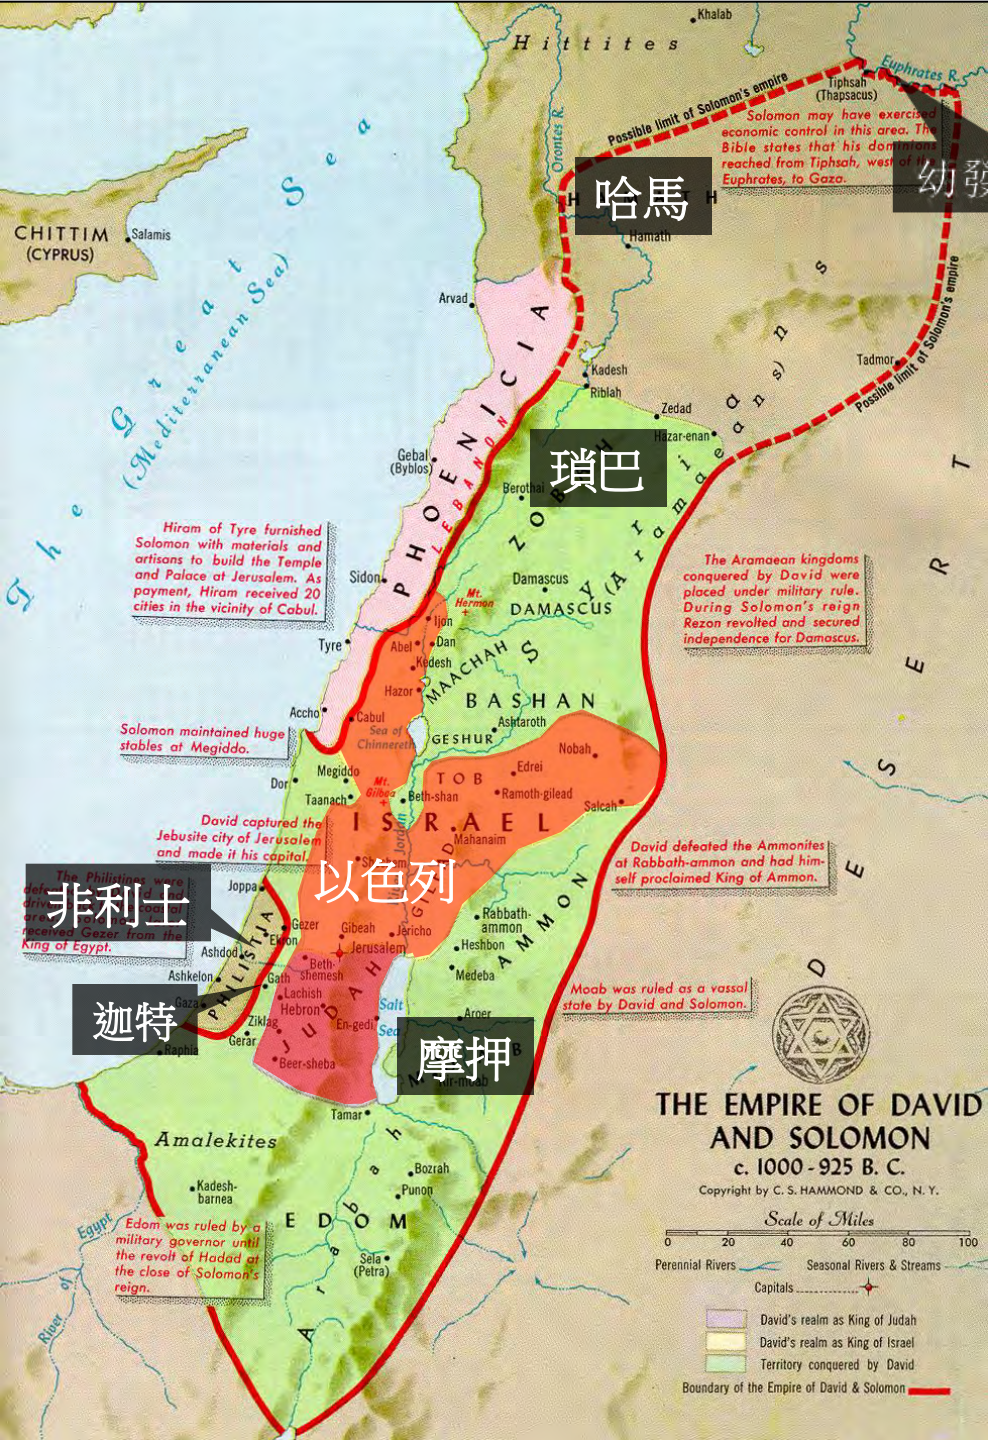 Khalab
Hittites
Euphrates R.
Tiphsah
(Thapsacus)
Possible limit of Solomon's empire
Solomon may have exercised
economic control in this area. The
Bible states that his dominions
reached from Tiphsah, west of the
Euphrates, to Gaza.
幼發
Orontes R.
哈馬
Hamath
CHITTIM
(CYPRUS)
Salamis
The Great Sea
(Mediterranean Sea)
Arvad
PHOENICIA
LEBANON
Kadesh
Riblah
Tadmor
Possible limit of Solomon's empire
Zedad
Hazar-enan
Gebal
(Byblos)
瑣巴
Berothai
Syrians
(Aramaeans)
Hiram of Tyre furnished
Solomon with materials and
artisans to build the Temple
and Palace at Jerusalem. As
payment, Hiram received 20
cities in the vicinity of Cabul.
The Aramaean kingdoms
conquered by David were
placed under military rule.
During Solomon's reign
Rezon revolted and secured
independence for Damascus.
DESERT
Sidon
Damascus
DAMASCUS
Mt.
Hermon
Ijon
Tyre
Abel
Dan
Kedesh
MAACHAH
Hazor
BASHAN
Accho
Cabul
Sea of
Chinnereth
Ashtaroth
GESHUR
Solomon maintained huge
stables at Megiddo.
Nobah
Edrei
TOB
Megiddo
Dor
Mt.
Gilboa
Taanach
Beth-shan
Ramoth-gilead
Salcah
David captured the
Jebusite city of Jerusalem
and made it his capital.
ISRAEL
Mahanaim
David defeated the Ammonites
at Rabbath-ammon and had him-
self proclaimed King of Ammon.
以色列
非利士
King of Egypt.
Joppa
Rabbath-
ammon
AMMON
Gezer
Gibeah
Jericho
Ekron
Ashdod
Jerusalem
Heshbon
Beth-
shemesh
PHILISTIA
Ashkelon
Gath
Medeba
Lachish
Hebron
JUDAH
Salt
Sea
Gaza
迦特
Ziklag
En-gedi
Aroer
Moab was ruled as a vassal
state by David and Solomon.
Gerar
摩押
Raphia
Beer-sheba
Kir-moab
Tamar
Amalekites
Arabah
Bozrah
Kadesh-
barnea
Punon
EDOM
Edom was ruled by a
military governor until
the revolt of Hadad at
the close of Solomon's
reign.
Sela
(Petra)
River of Egypt
THE EMPIRE OF DAVID
AND SOLOMON
c. 1000-925 B. C.
Copyright by C. S. HAMMOND & CO., N. Y.
Scale of Miles
0 20 40 60 80 100
Perennial Rivers
Seasonal Rivers & Streams
Capitals
David's realm as King of Judah
David's realm as King of Israel
Territory conquered by David
Boundary of the Empire of David & Solomon